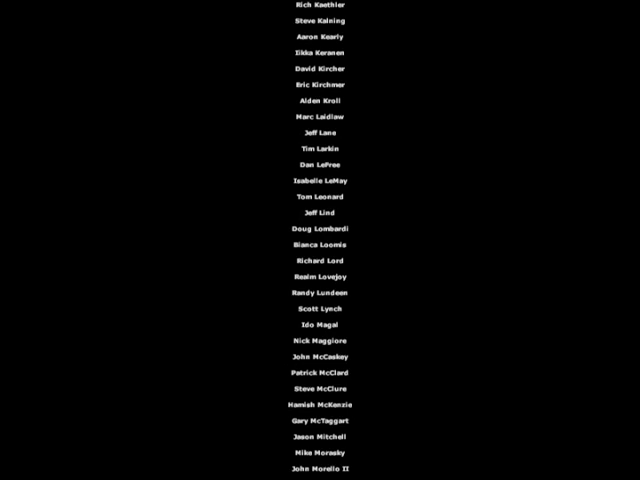 Rich Kaethler
Steve Kalning
Aaron Kearly
Iikka Keranen
David Kircher
Eric Kirchmer
Alden Kroll
Marc Laidlaw
Jeff Lane
Tim Larkin
Dan LeFree
Isabelle LeMay
Tom Leonard
Jeff Lind
Doug Lombardi
Bianca Loomis
Richard Lord
Realm Lovejoy
Randy Lundeen
Scott Lynch
Ido Magal
Nick Maggiore
John McCaskey
Patrick McClard
Steve McClure
Hamish McKenzie
Gary McTaggart
Jason Mitchell
Mike Morasky
John Morello II